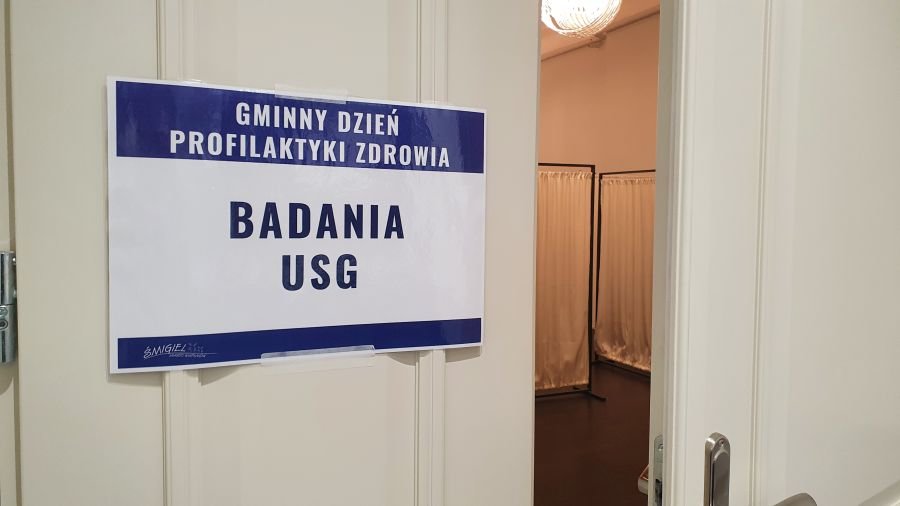 GMINNY DZIEŃ
PROFILAKTYKI ZDROWIA
BADANIA
USG
ŚMIGIEL